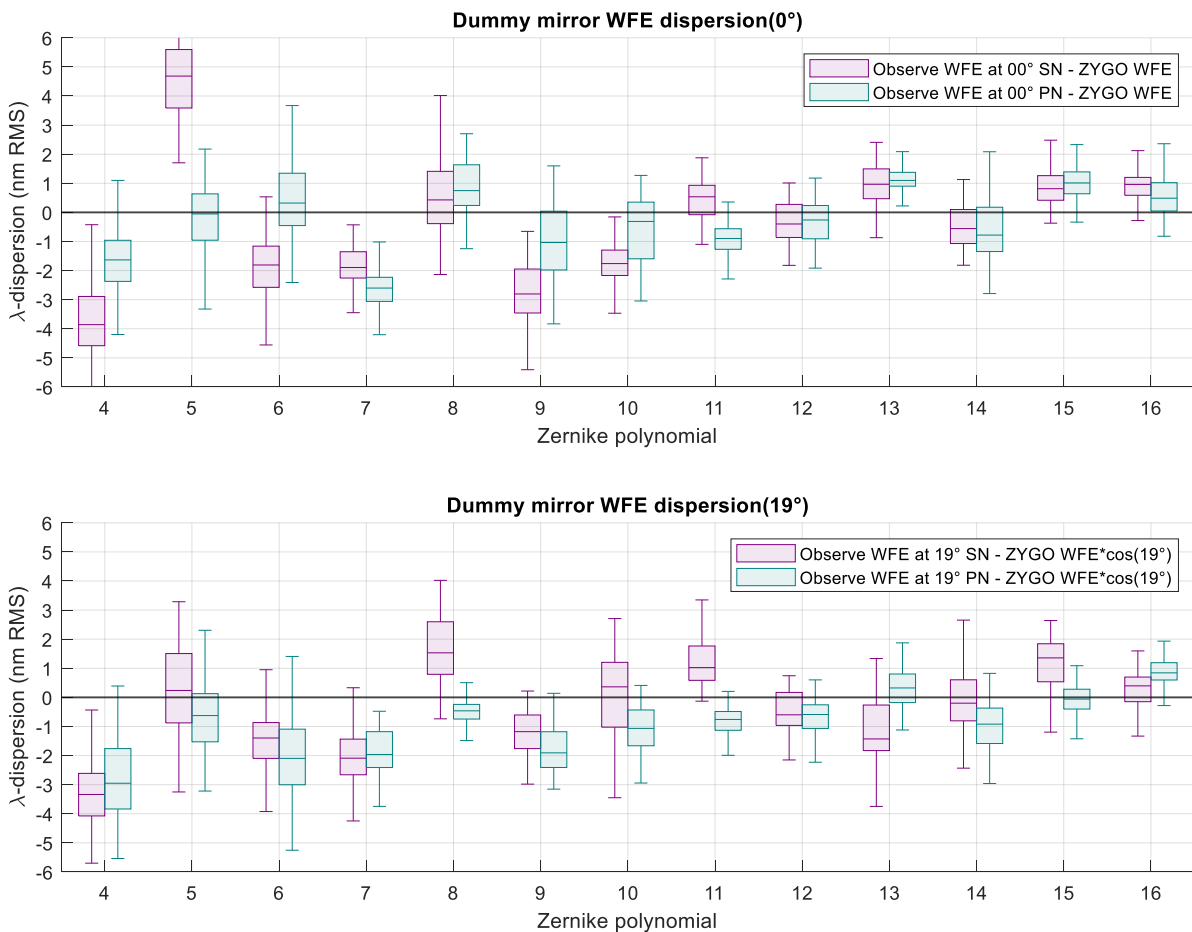 Dummy mirror WFE dispersion(0°)
λ-dispersion (nm RMS)
6
5
4
3
2
1
0
-1
-2
-3
-4
-5
-6
Observe WFE at 00° SN - ZYGO WFE
Observe WFE at 00° PN - ZYGO WFE
4 5 6 7 8 9 10 11 12 13 14 15 16
Zernike polynomial
Dummy mirror WFE dispersion(19°)
λ-dispersion (nm RMS)
6
5
4
3
2
1
0
-1
-2
-3
-4
-5
-6
Observe WFE at 19° SN - ZYGO WFE*cos(19°)
Observe WFE at 19° PN - ZYGO WFE*cos(19°)
4 5 6 7 8 9 10 11 12 13 14 15 16
Zernike polynomial